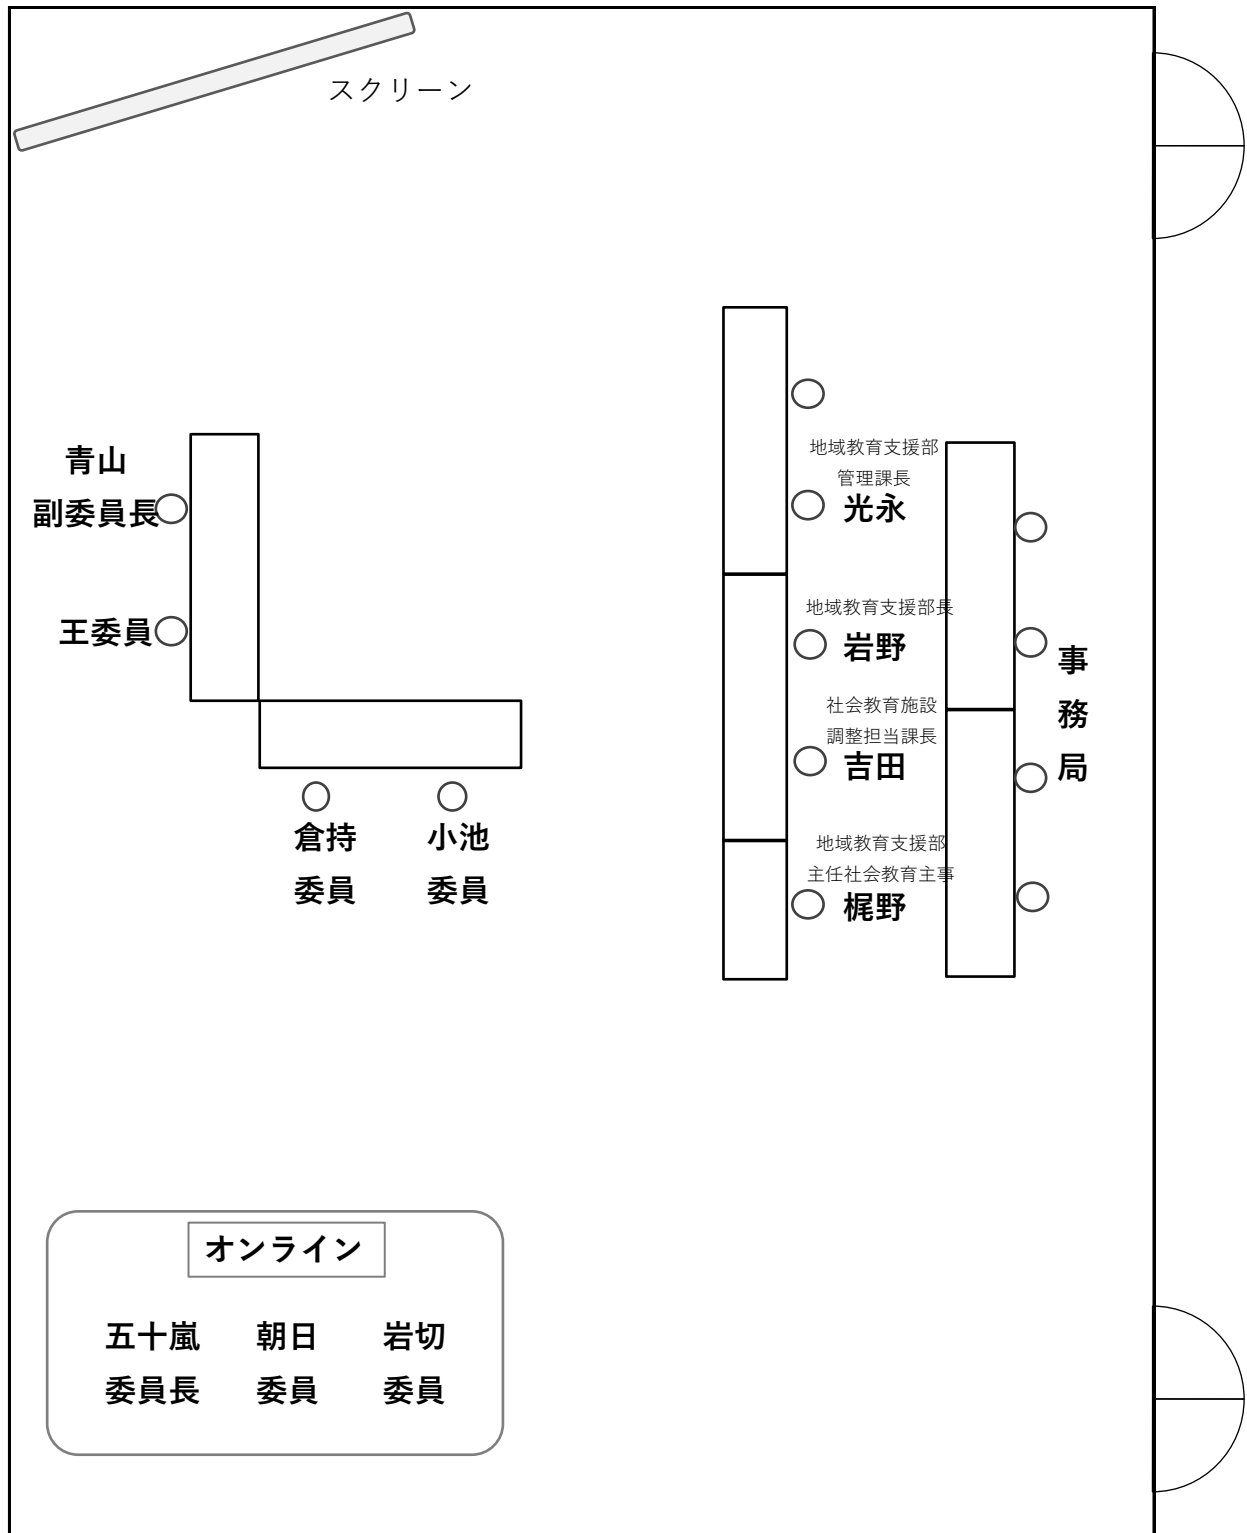 スクリーン
青山
副委員長
王委員
倉持
委員
小池
委員
地域教育支援部
管理課長
光永
地域教育支援部長
岩野
社会教育施設
調整担当課長
吉田
地域教育支援部
主任社会教育主事
梶野
事
務
局
オンライン
五十嵐
委員長
朝日
委員
岩切
委員